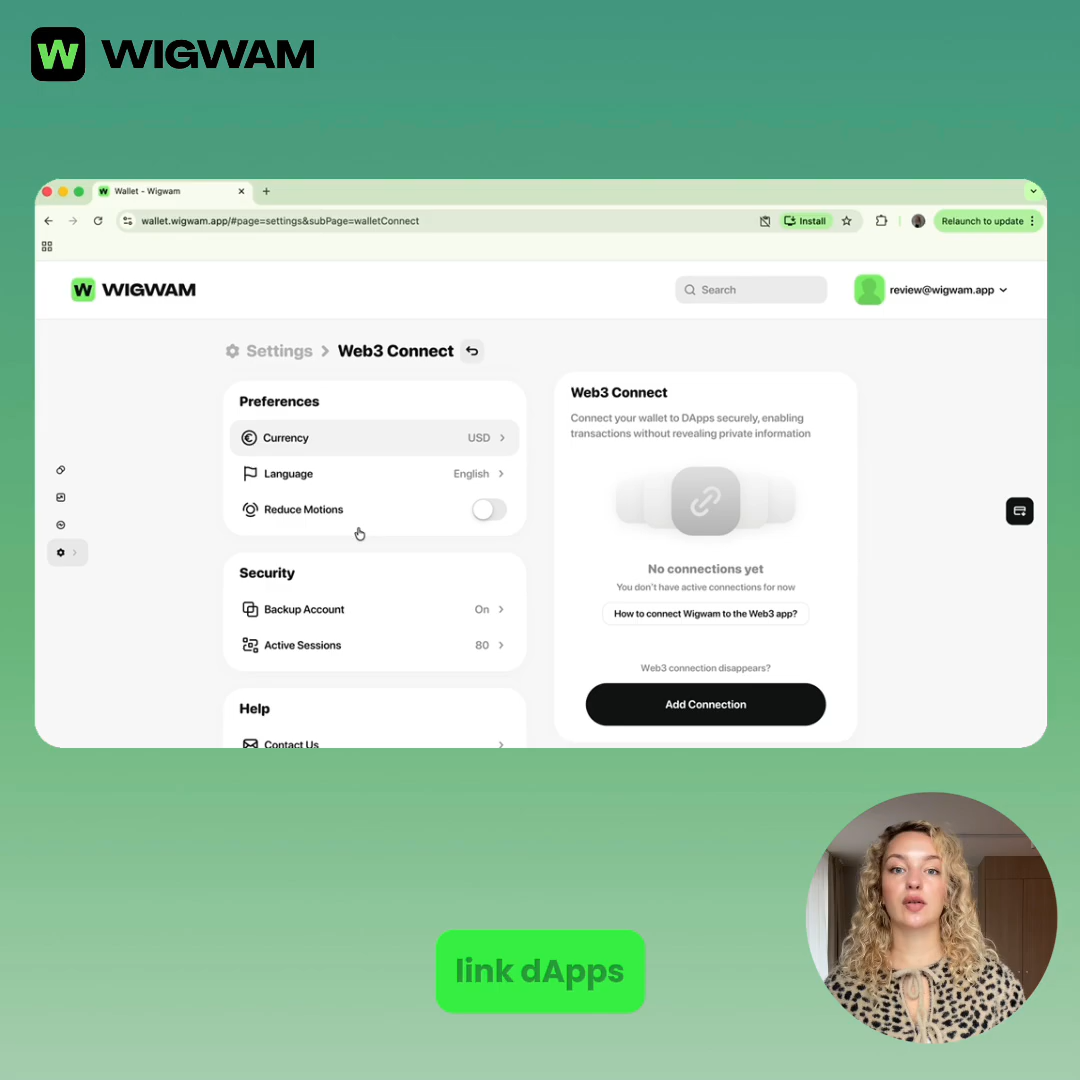 W WIGWAM
W Wallet - Wigwam
wallet.wigwam.app/#page=settings&subPage=walletConnect
Install
Relaunch to update
W WIGWAM
Search
review@wigwam.app
Settings > Web3 Connect
Preferences
Currency USD
Language English
Reduce Motions
Security
Backup Account On
Active Sessions 80
Help
Contact Us
Web3 Connect
Connect your wallet to DApps securely, enabling
transactions without revealing private information
No connections yet
You don't have active connections for now
How to connect Wigwam to the Web3 app?
Web3 connection disappears?
Add Connection
link dApps